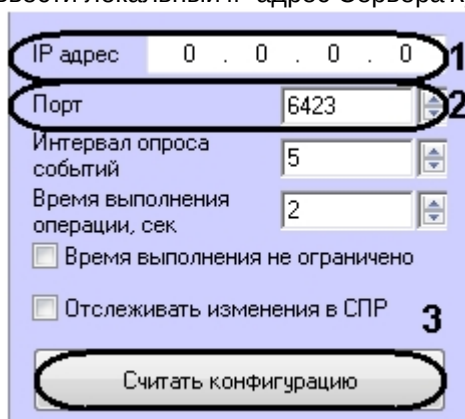 IP адрес 0 . 0 . 0 . 0 1
Порт 6423 2
Интервал опроса
событий 5
Время выполнения
операции, сек 2
Время выполнения не ограничено
Отслеживать изменения в СПР 3
Считать конфигурацию